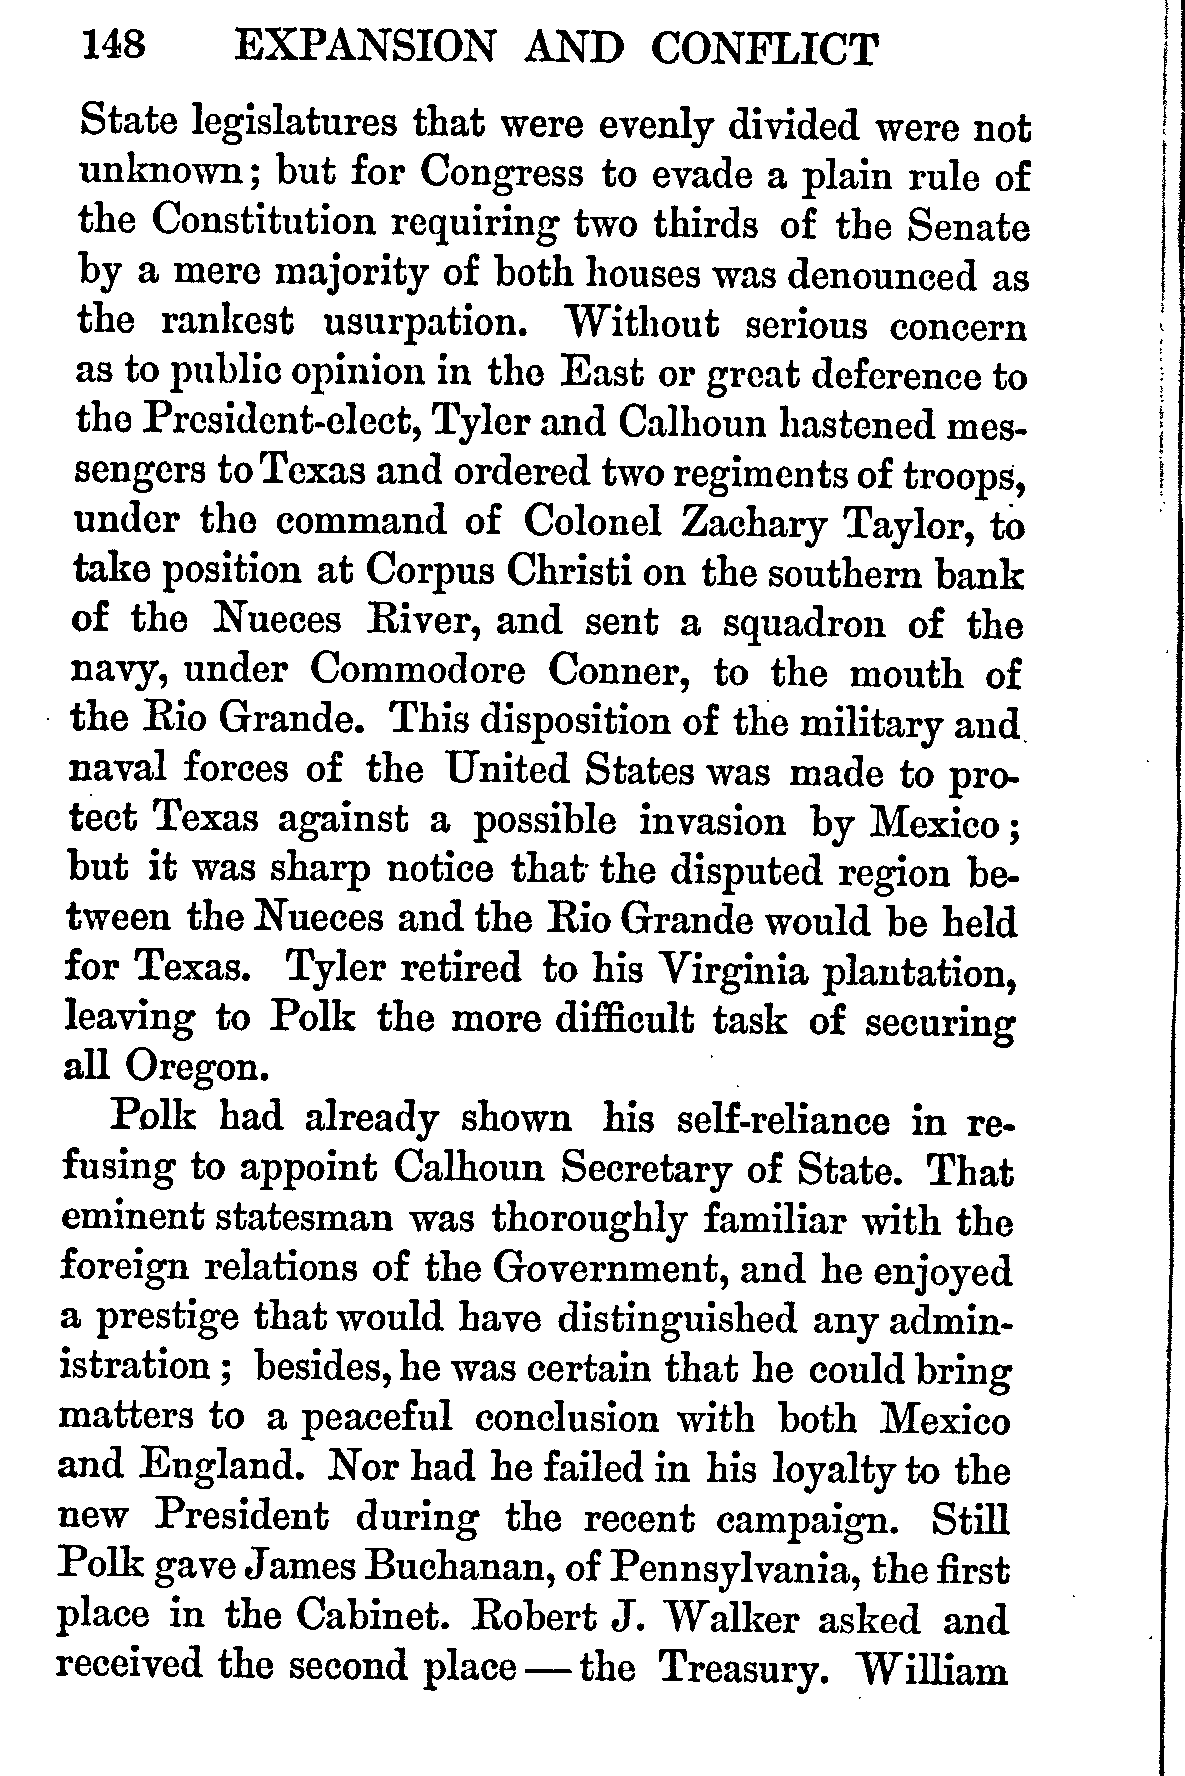 148 EXPANSION AND CONFLICT
State legislatures that were evenly divided were not
unknown; but for Congress to evade a plain rule of
the Constitution requiring two thirds of the Senate
by a mere majority of both houses was denounced as
the rankest usurpation. Without serious concern
as to public opinion in the East or great deference to
the President-elect, Tyler and Calhoun hastened mes-
sengers to Texas and ordered two regiments of troops,
under the command of Colonel Zachary Taylor, to
take position at Corpus Christi on the southern bank
of the Nueces River, and sent a squadron of the
navy, under Commodore Conner, to the mouth of
the Rio Grande. This disposition of the military and
naval forces of the United States was made to pro-
tect Texas against a possible invasion by Mexico;
but it was sharp notice that the disputed region be-
tween the Nueces and the Rio Grande would be held
for Texas. Tyler retired to his Virginia plantation,
leaving to Polk the more difficult task of securing
all Oregon.
Polk had already shown his self-reliance in re-
fusing to appoint Calhoun Secretary of State. That
eminent statesman was thoroughly familiar with the
foreign relations of the Government, and he enjoyed
a prestige that would have distinguished any admin-
istration; besides, he was certain that he could bring
matters to a peaceful conclusion with both Mexico
and England. Nor had he failed in his loyalty to the
new President during the recent campaign. Still
Polk gave James Buchanan, of Pennsylvania, the first
place in the Cabinet. Robert J. Walker asked and
received the second place — the Treasury. William